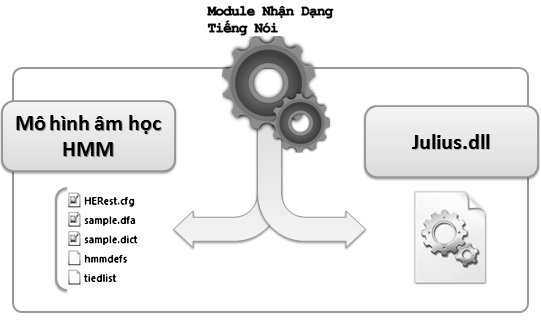 Module Nhận Dạng
Tiếng Nói
Mô hình âm học
HMM
HERest.cfg
sample.dfa
sample.dict
hmmdefs
tiedlist
Julius.dll